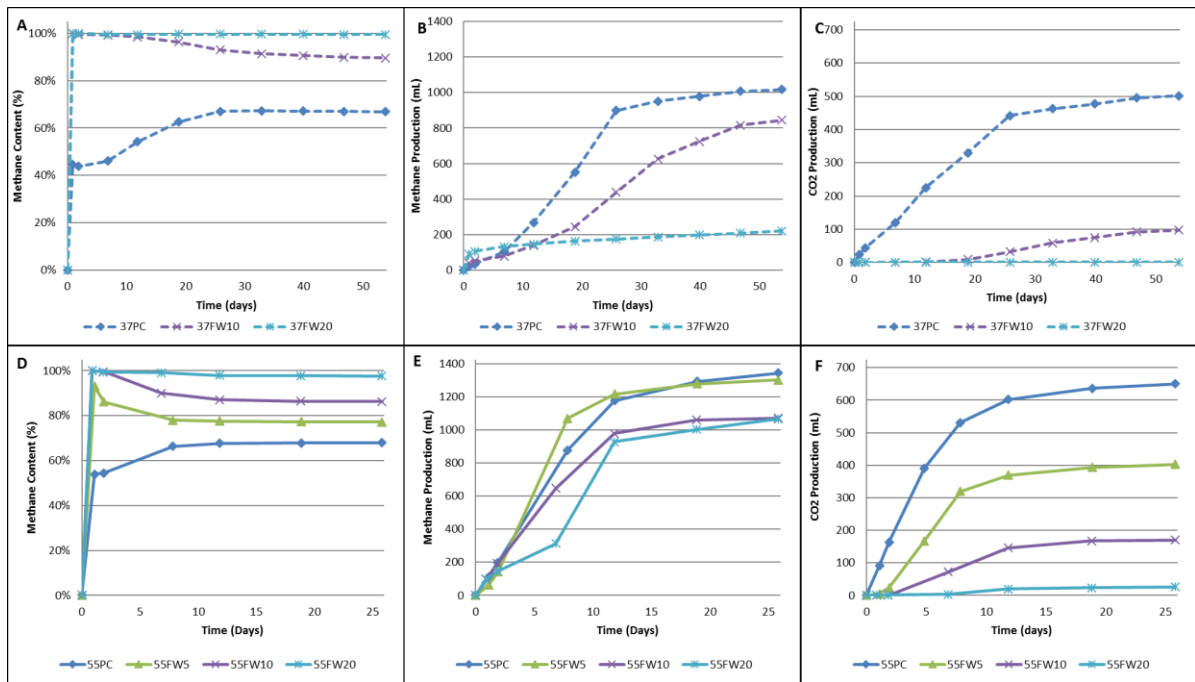 A
Methane Content (%)
100%
80%
60%
40%
20%
0%
0 10 20 30 40 50
Time (days)
37PC 37FW10 37FW20
B
Methane Production (mL)
1400
1200
1000
800
600
400
200
0
0 10 20 30 40 50
Time (days)
37PC 37FW10 37FW20
C
CO2 Production (mL)
700
600
500
400
300
200
100
0
0 10 20 30 40 50
Time (days)
37PC 37FW10 37FW20
D
Methane Content (%)
100%
80%
60%
40%
20%
0%
0 5 10 15 20 25
Time (Days)
55PC 55FW5 55FW10 55FW20
E
Methane Production (mL)
1400
1200
1000
800
600
400
200
0
0 5 10 15 20 25
Time (Days)
55PC 55FW5 55FW10 55FW20
F
CO2 Production (mL)
700
600
500
400
300
200
100
0
0 5 10 15 20 25
Time (days)
55PC 55FW5 55FW10 55FW20